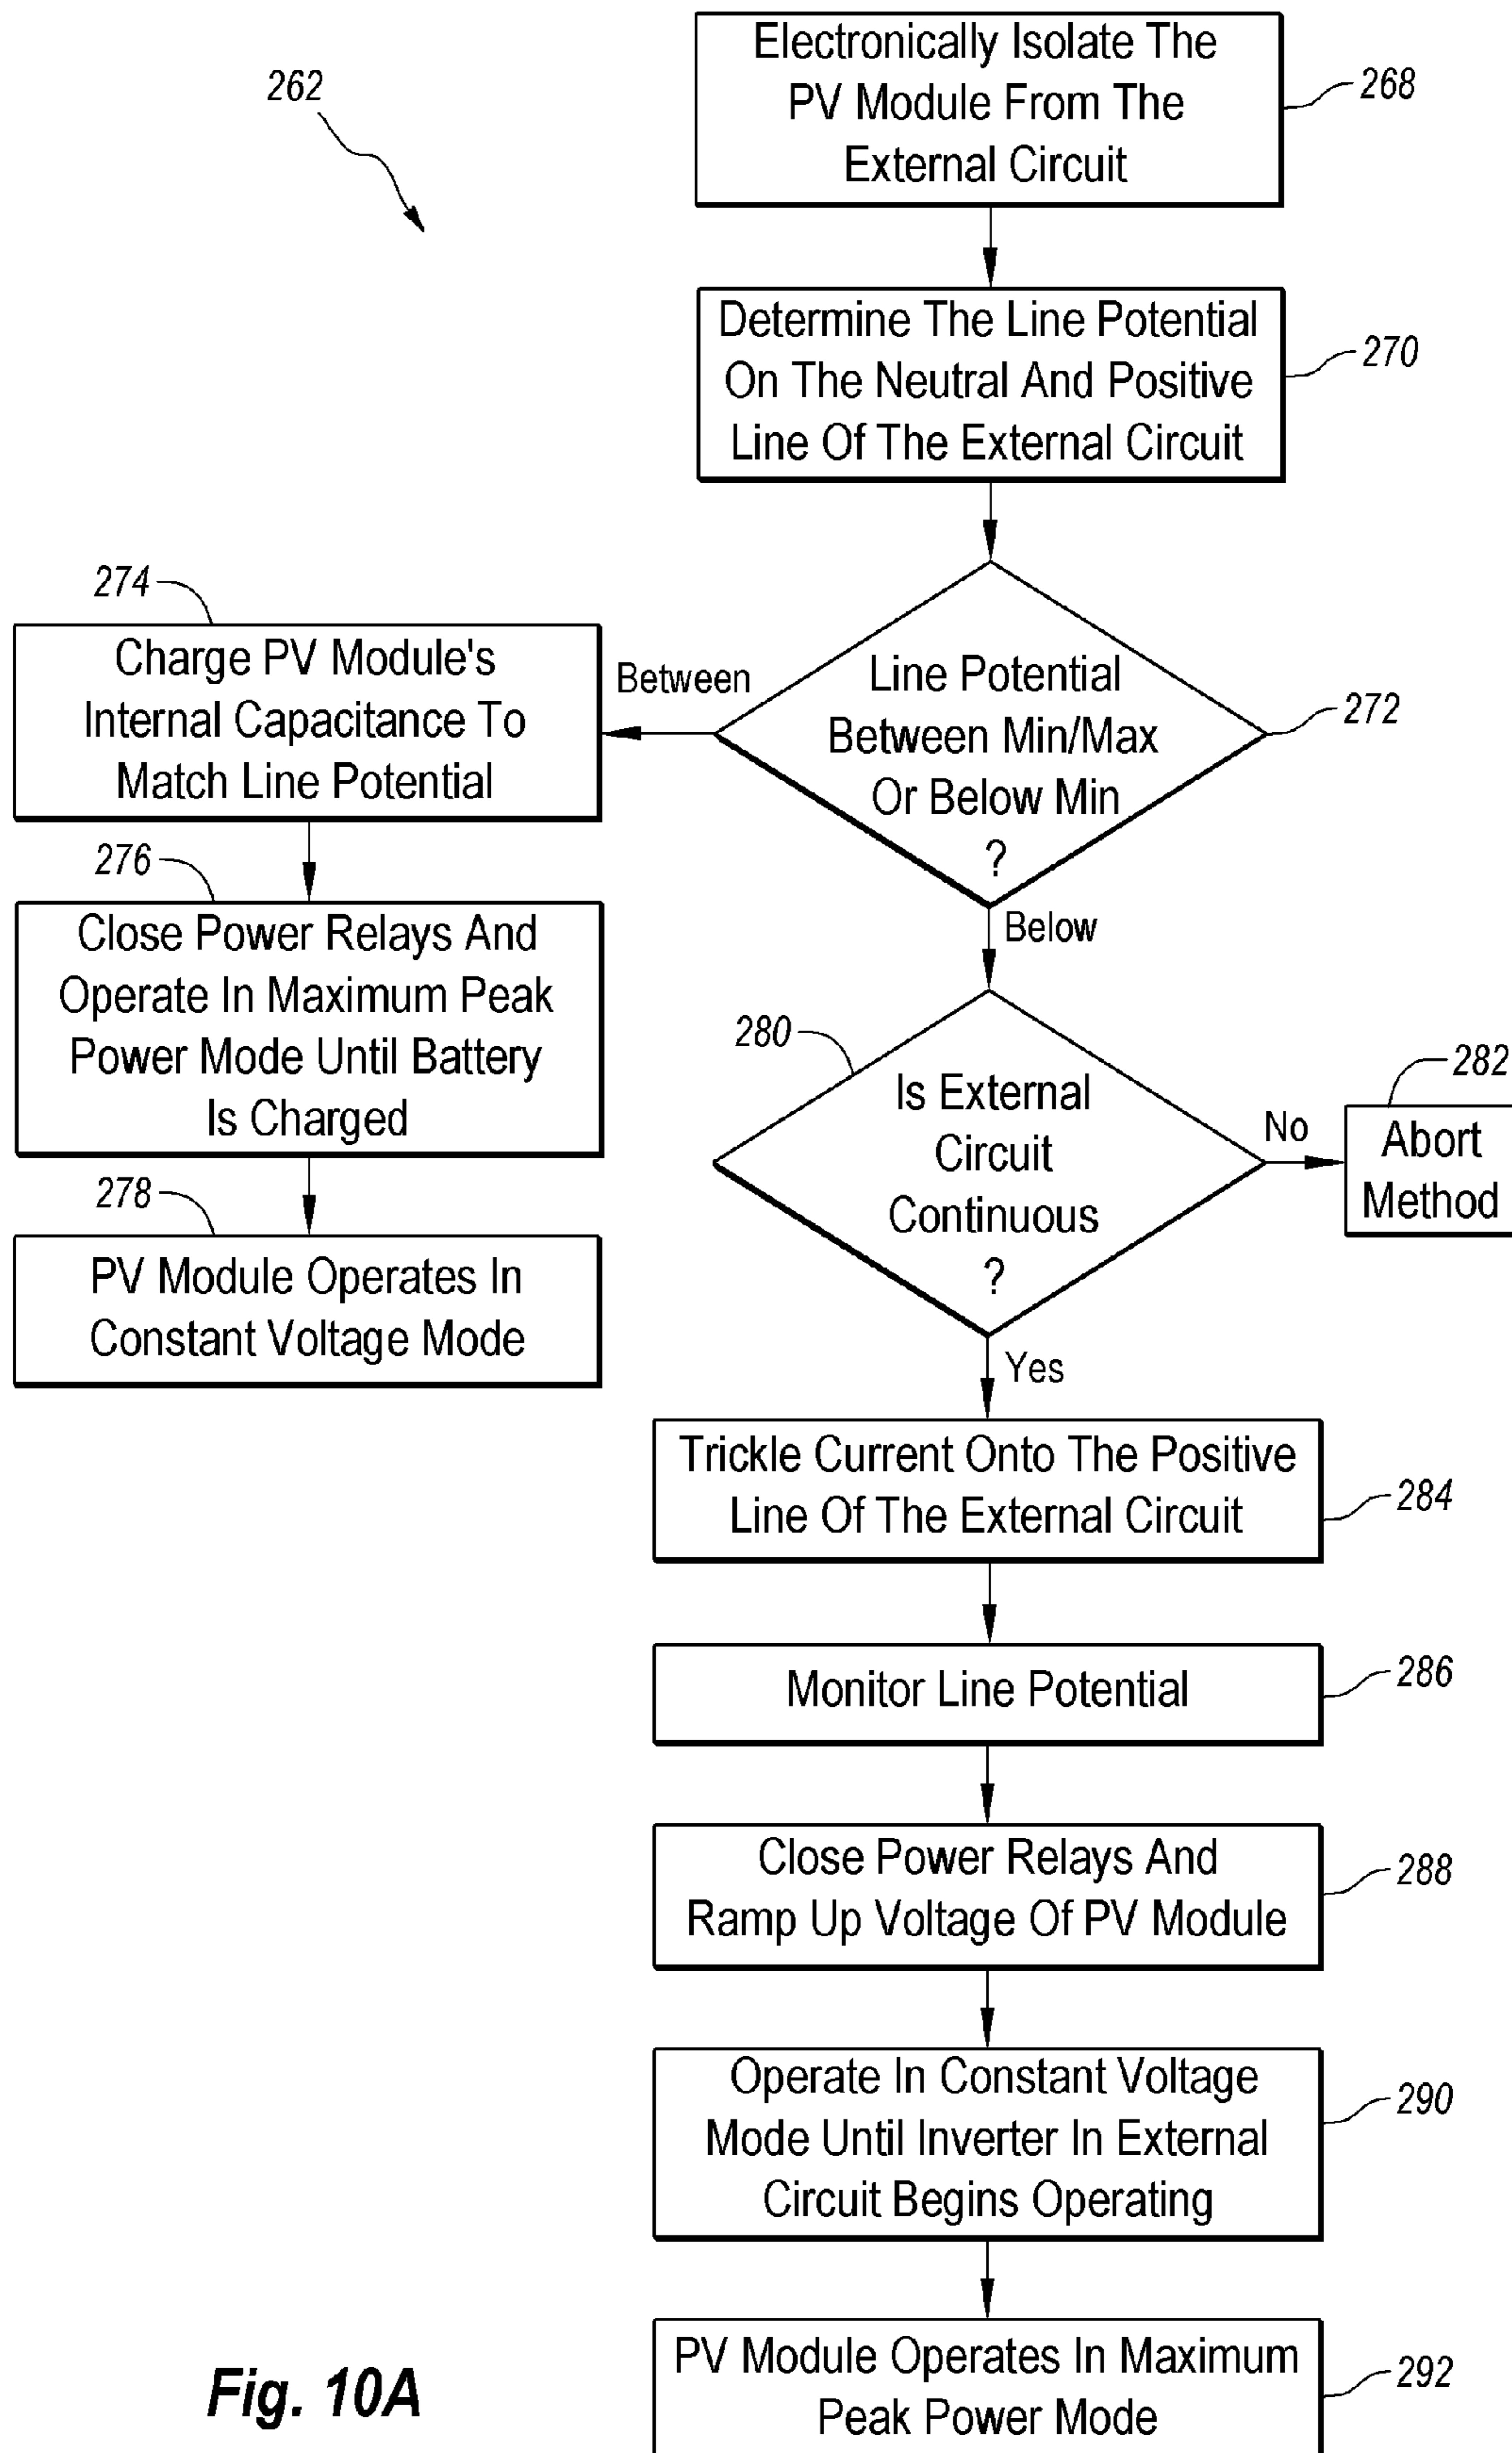 262
Electronically Isolate The
PV Module From The
External Circuit
268
Determine The Line Potential
On The Neutral And Positive
Line Of The External Circuit
270
Line Potential
Between Min/Max
Or Below Min
?
272
Between
274
Charge PV Module's
Internal Capacitance To
Match Line Potential
276
Close Power Relays And
Operate In Maximum Peak
Power Mode Until Battery
Is Charged
278
PV Module Operates In
Constant Voltage Mode
Below
280
Is External
Circuit
Continuous
?
No
282
Abort
Method
Yes
Trickle Current Onto The Positive
Line Of The External Circuit
284
Monitor Line Potential
286
Close Power Relays And
Ramp Up Voltage Of PV Module
288
Operate In Constant Voltage
Mode Until Inverter In External
Circuit Begins Operating
290
PV Module Operates In Maximum
Peak Power Mode
292
Fig. 10A